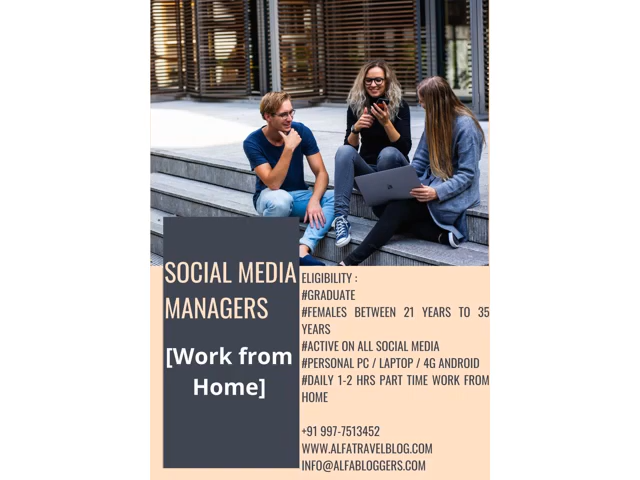 SOCIAL MEDIA
MANAGERS
[Work from
Home]
ELIGIBILITY :
#GRADUATE
#FEMALES BETWEEN 21 YEARS TO 35
YEARS
#ACTIVE ON ALL SOCIAL MEDIA
#PERSONAL PC / LAPTOP / 4G ANDROID
#DAILY 1-2 HRS PART TIME WORK FROM
HOME
+91 997-7513452
WWW.ALFATRAVELBLOG.COM
INFO@ALFABLOGGERS.COM